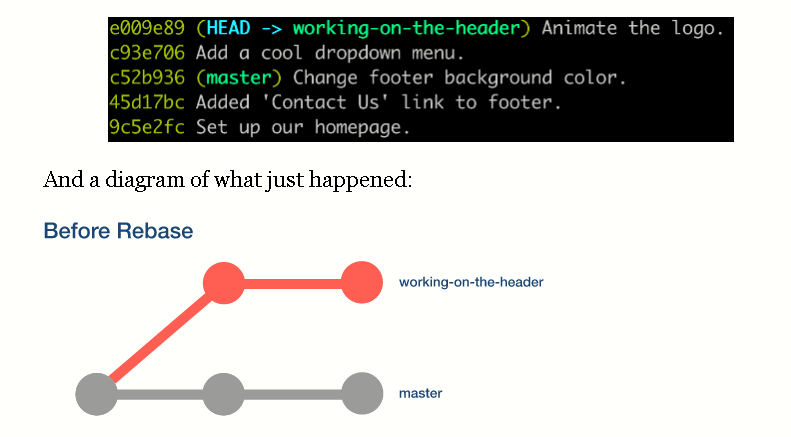 e009e89 (HEAD -> working-on-the-header) Animate the logo.
c93e706 Add a cool dropdown menu.
c52b936 (master) Change footer background color.
45d17bc Added 'Contact Us' link to footer.
9c5e2fc Set up our homepage.
And a diagram of what just happened:
Before Rebase
working-on-the-header
master